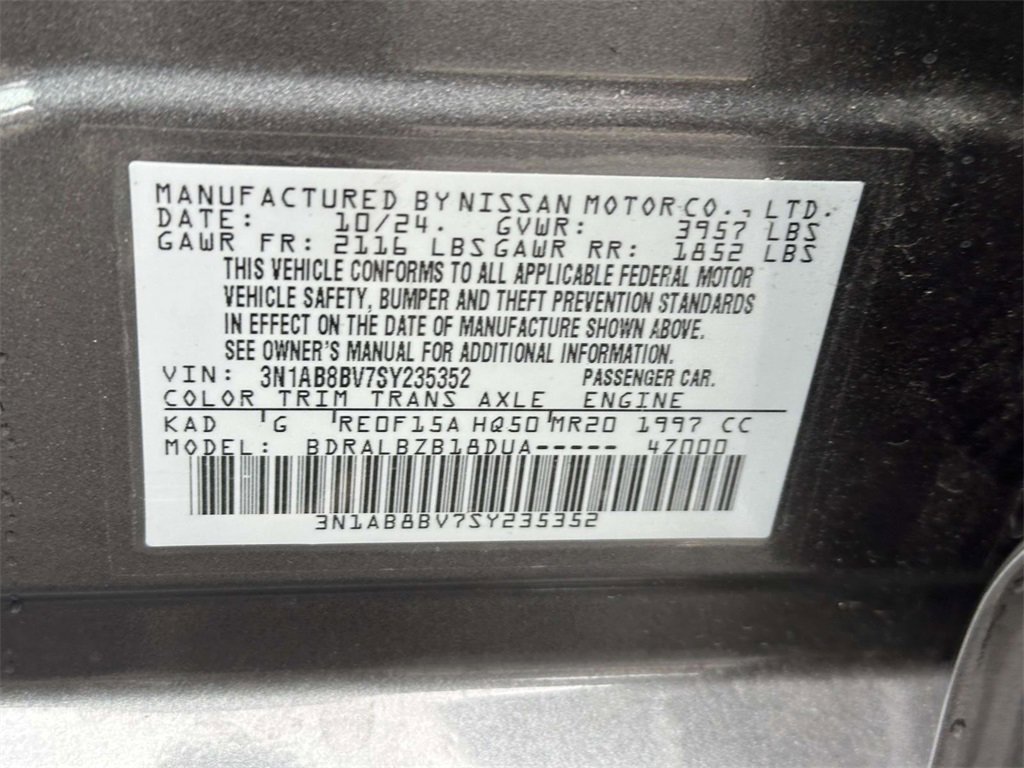 MANUFACTURED BY NISSAN MOTOR CO., LTD.
DATE: 10/24. GVWR: 3957 LBS
GAWR FR: 2116 LBS GAWR RR: 1852 LBS
THIS VEHICLE CONFORMS TO ALL APPLICABLE FEDERAL MOTOR
VEHICLE SAFETY, BUMPER AND THEFT PREVENTION STANDARDS
IN EFFECT ON THE DATE OF MANUFACTURE SHOWN ABOVE.
SEE OWNER'S MANUAL FOR ADDITIONAL INFORMATION.
VIN: 3N1AB8BV7SY235352 PASSENGER CAR.
COLOR TRIM TRANS AXLE ENGINE
KAD 'G 'RE0F15A HQ50'MR20 1997 CC
MODEL: BDRALBZB18DUA----- 4Z000
3N1AB8BV7SY235352